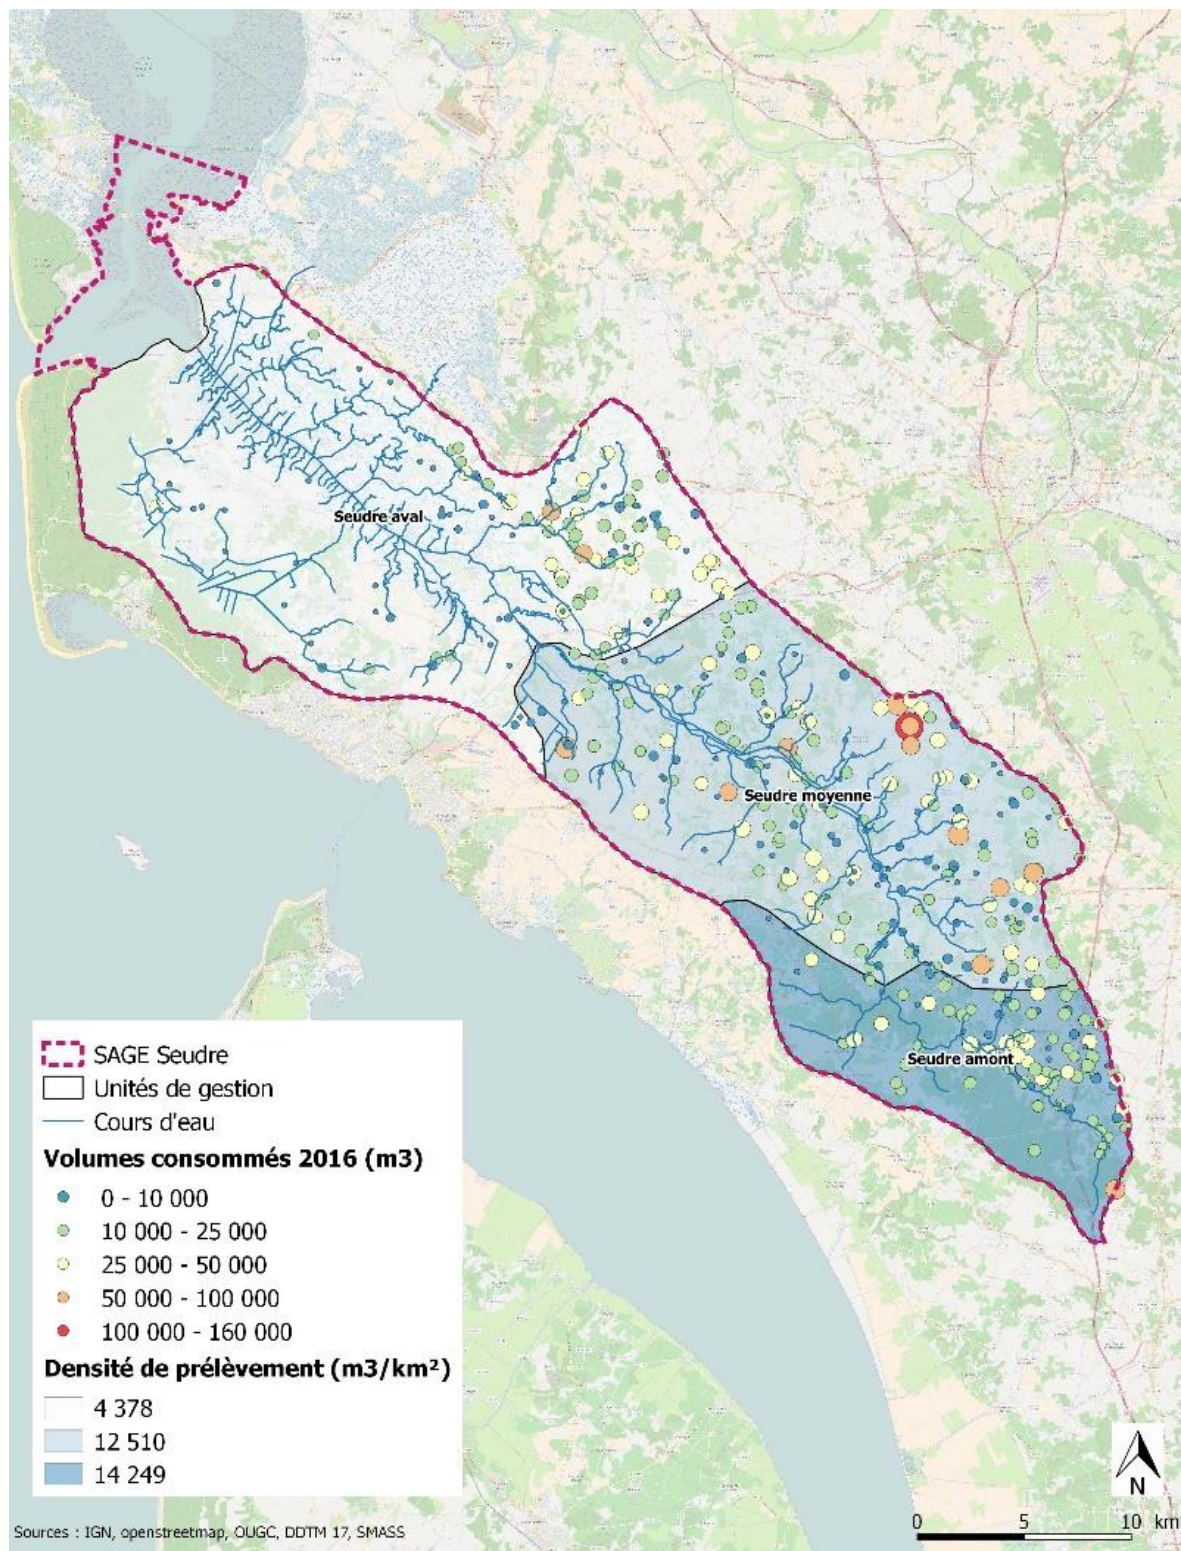 Seudre aval
Seudre moyenne
Seudre amont
SAGE Seudre
Unités de gestion
Cours d'eau
Volumes consommés 2016 (m3)
0 - 10 000
10 000 - 25 000
25 000 - 50 000
50 000 - 100 000
100 000 - 160 000
Densité de prélèvement (m3/km²)
4 378
12 510
14 249
N
0 5 10 km
Sources : IGN, openstreetmap, OUGC, DDTM 17, SMASS